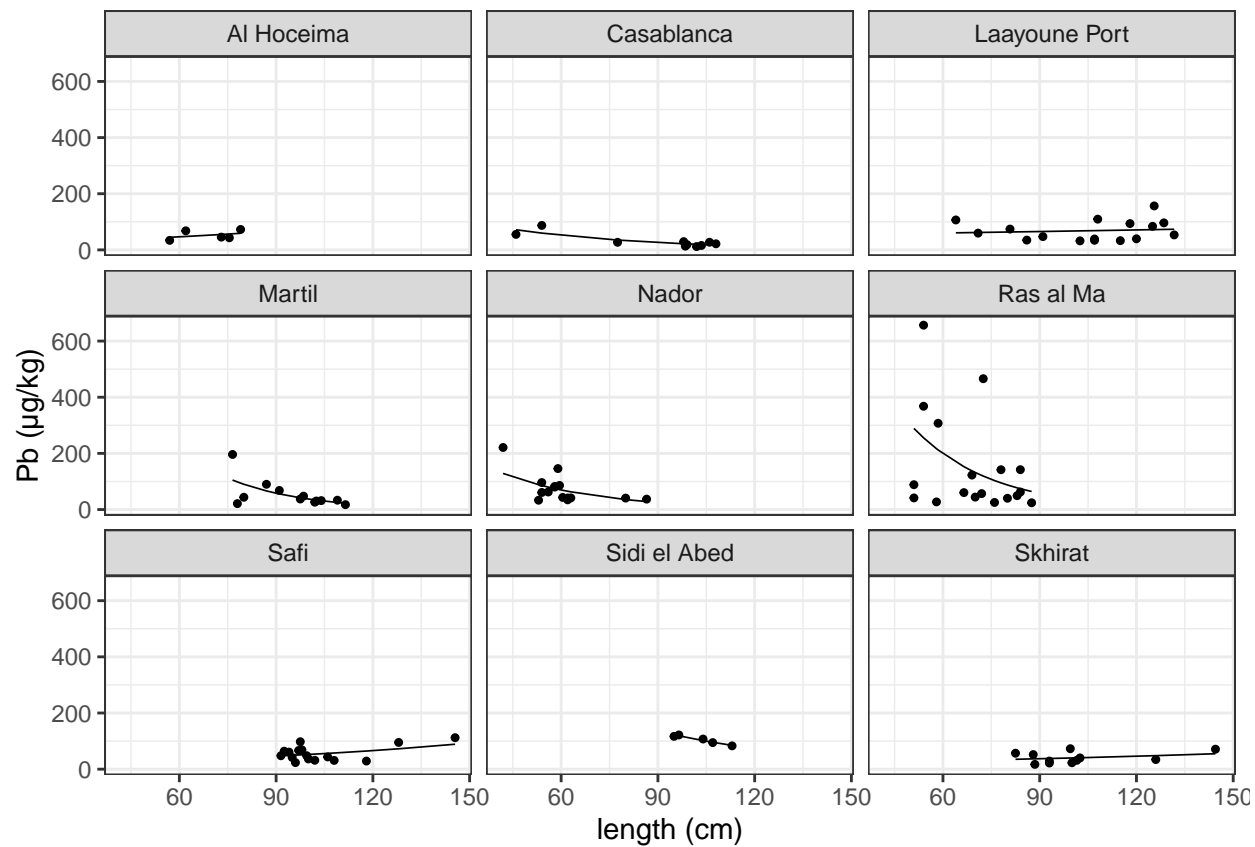 Al Hoceima Casablanca Laayoune Port
600
400
200
0
Martil Nador Ras al Ma
600
400
200
0
Pb (µg/kg)
Safi Sidi el Abed Skhirat
600
400
200
0
60 90 120 150 60 90 120 150 60 90 120 150
length (cm)